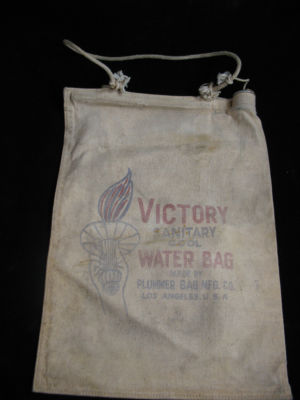 VICTORY
SANITARY
COOL
WATER BAG
MADE BY
PLUMMER BAG MFG. CO.
LOS ANGELES, U.S.A.